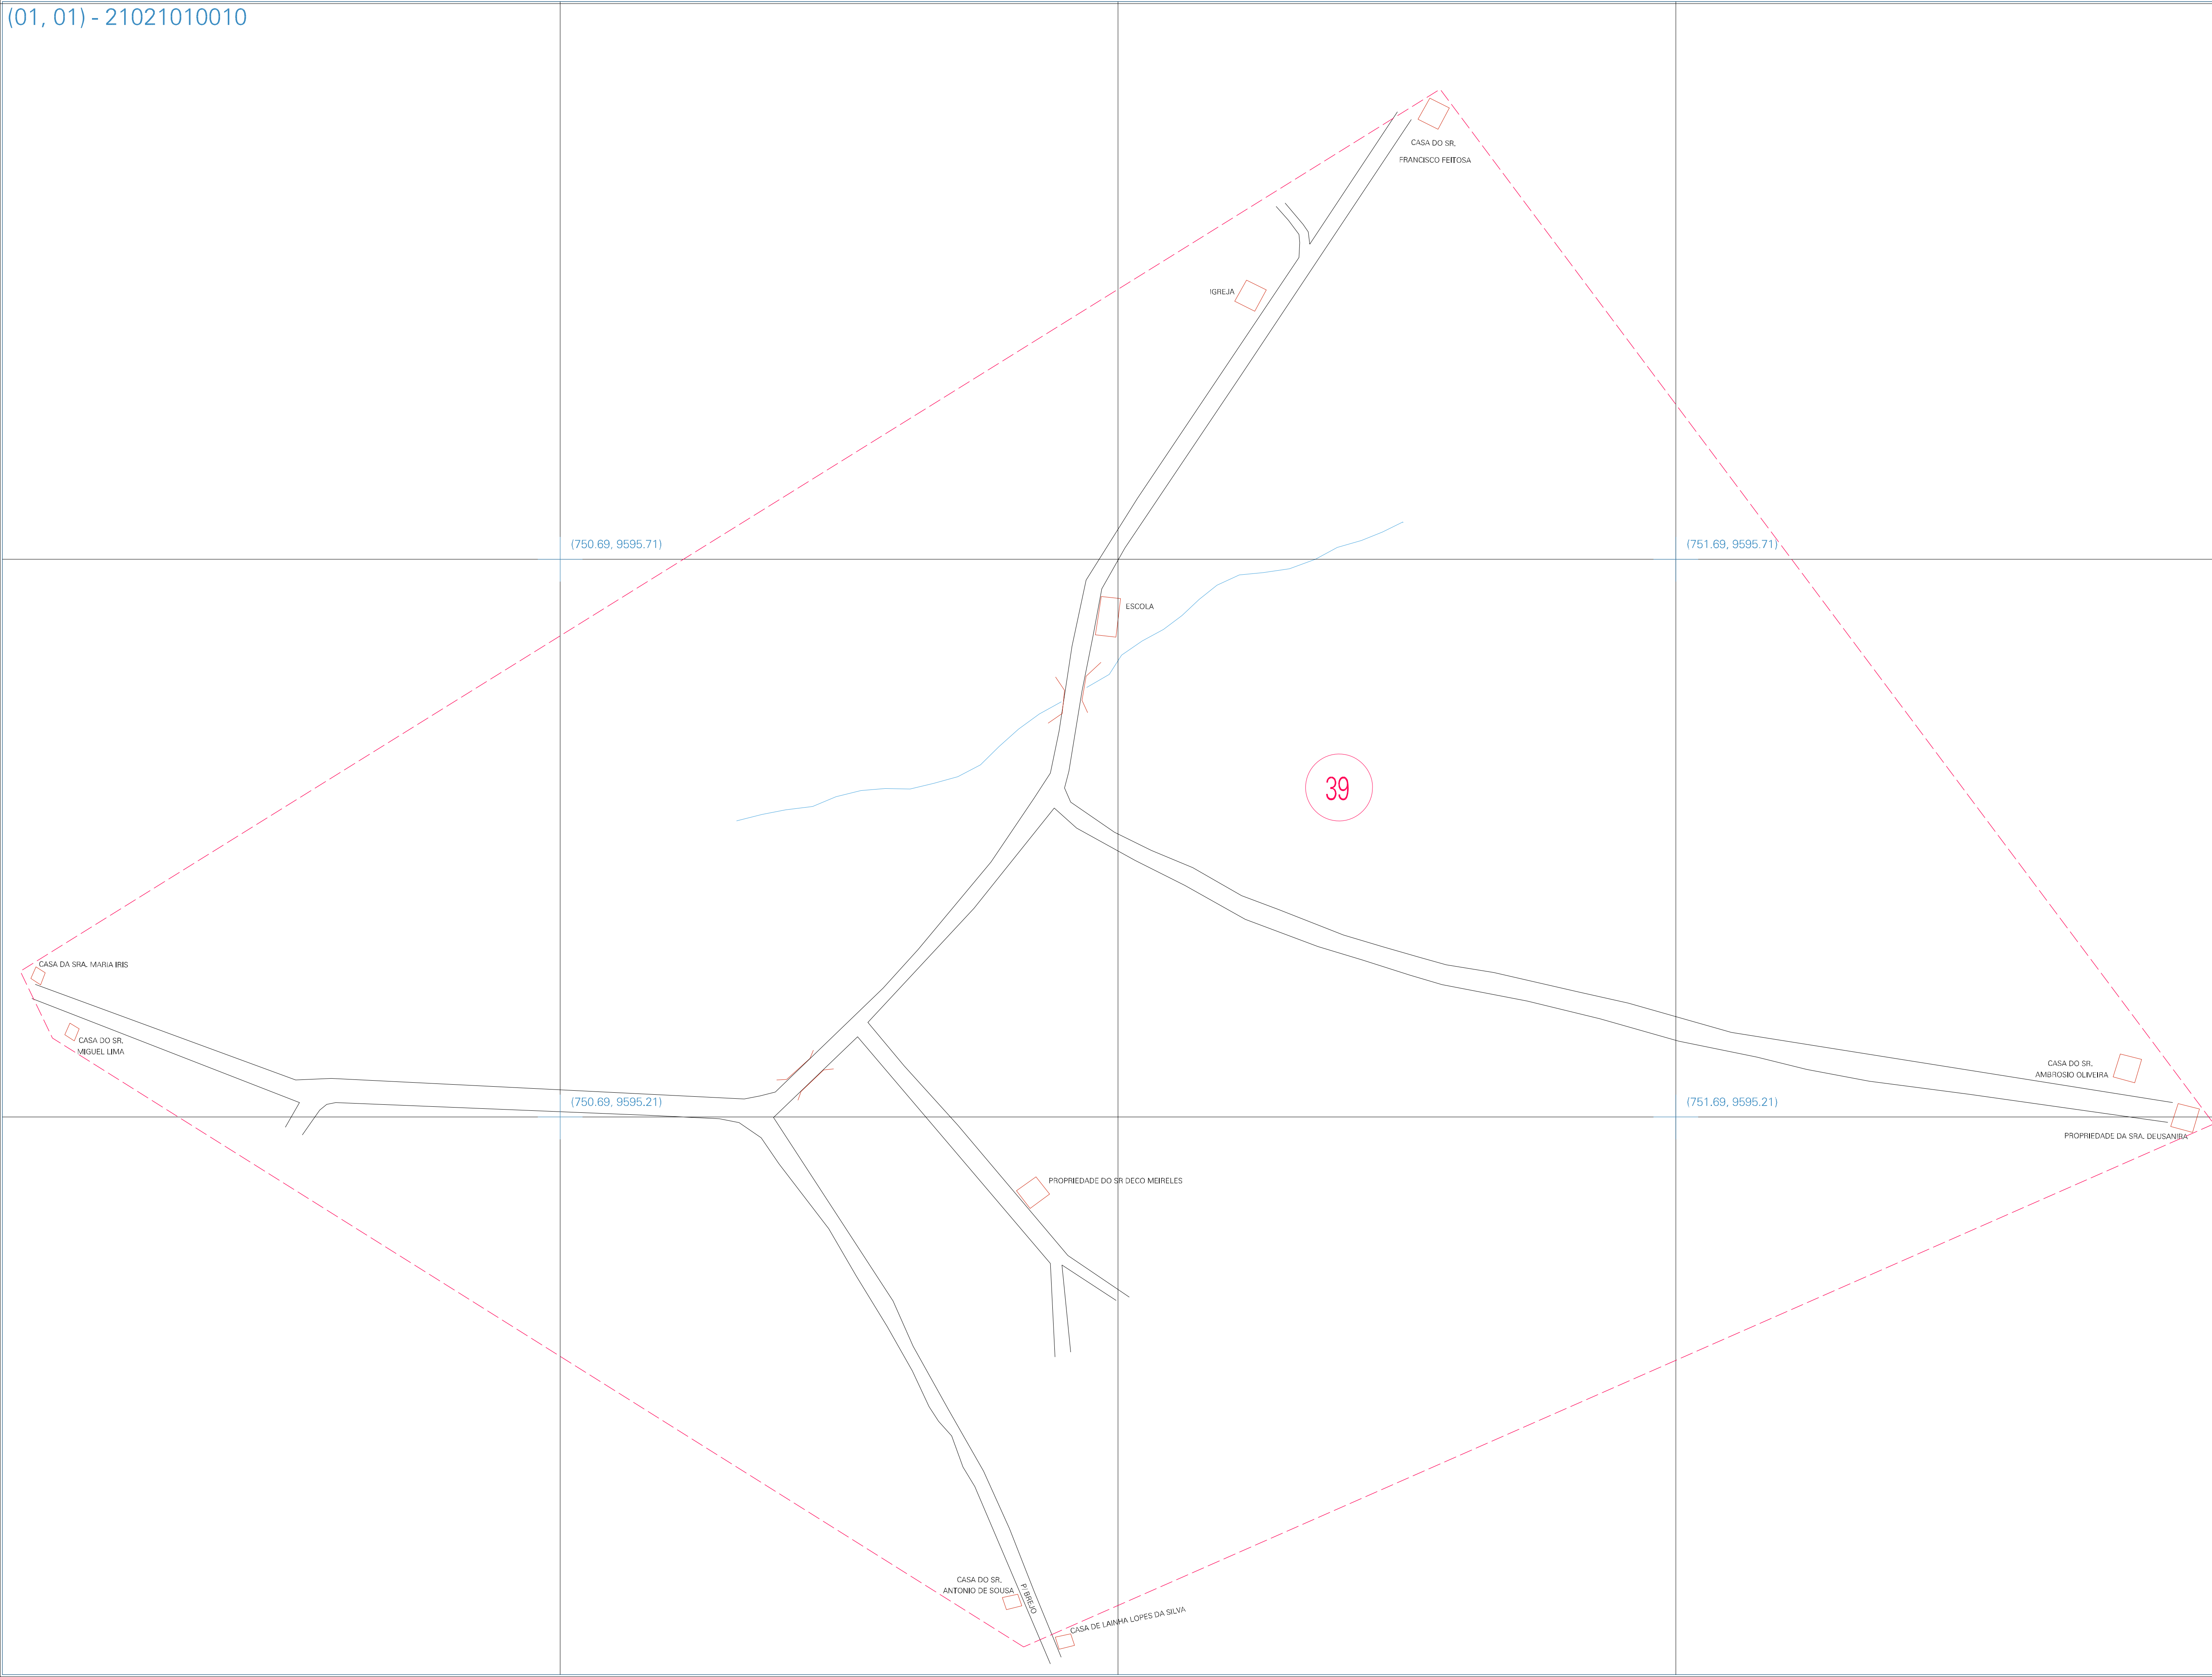 (01, 01) - 21021010010
CASA DO SR.
FRANCISCO FEITOSA
IGREJA
(750.69, 9595.71)
(751.69, 9595.71)
ESCOLA
39
CASA DA SRA. MARIA IRIS
CASA DO SR.
MIGUEL LIMA
CASA DO SR.
AMBROSIO OLIVEIRA
(750.69, 9595.21)
(751.69, 9595.21)
PROPRIEDADE DA SRA. DEUSANIRA
PROPRIEDADE DO SR DECO MEIRELES
CASA DO SR.
ANTONIO DE SOUSA
P/ BREJO
CASA DE LAINHA LOPES DA SILVA